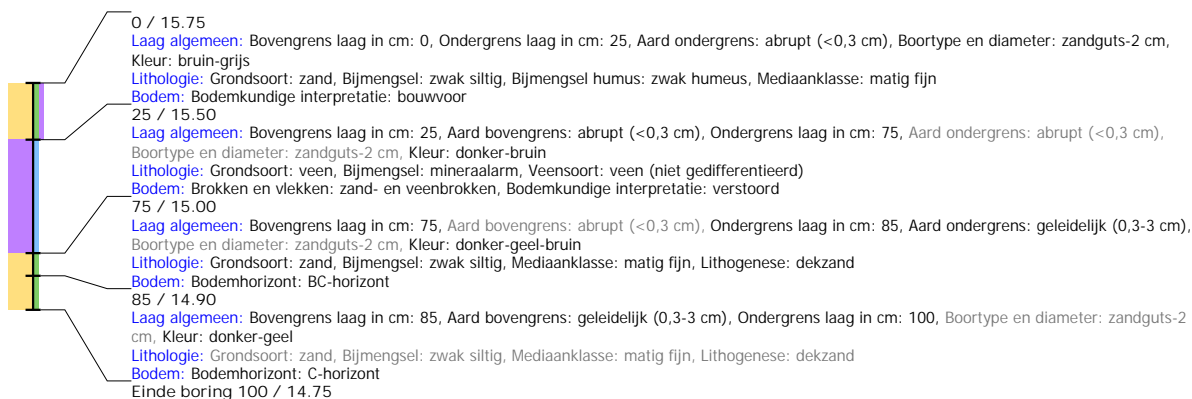 0 / 15.75
Laag algemeen: Bovengrens laag in cm: 0, Ondergrens laag in cm: 25, Aard ondergrens: abrupt (<0,3 cm), Boortype en diameter: zandguts-2 cm,
Kleur: bruin-grijs
Lithologie: Grondsoort: zand, Bijmengsel: zwak siltig, Bijmengsel humus: zwak humeus, Mediaanklasse: matig fijn
Bodem: Bodemkundige interpretatie: bouwvoor
25 / 15.50
Laag algemeen: Bovengrens laag in cm: 25, Aard bovengrens: abrupt (<0,3 cm), Ondergrens laag in cm: 75, Aard ondergrens: abrupt (<0,3 cm),
Boortype en diameter: zandguts-2 cm, Kleur: donker-bruin
Lithologie: Grondsoort: veen, Bijmengsel: mineraalarm, Veensoort: veen (niet gedifferentieerd)
Bodem: Brokken en vlekken: zand- en veenbrokken, Bodemkundige interpretatie: verstoord
75 / 15.00
Laag algemeen: Bovengrens laag in cm: 75, Aard bovengrens: abrupt (<0,3 cm), Ondergrens laag in cm: 85, Aard ondergrens: geleidelijk (0,3-3 cm),
Boortype en diameter: zandguts-2 cm, Kleur: donker-geel-bruin
Lithologie: Grondsoort: zand, Bijmengsel: zwak siltig, Mediaanklasse: matig fijn, Lithogenese: dekzand
Bodem: Bodemhorizont: BC-horizont
85 / 14.90
Laag algemeen: Bovengrens laag in cm: 85, Aard bovengrens: geleidelijk (0,3-3 cm), Ondergrens laag in cm: 100, Boortype en diameter: zandguts-2
cm, Kleur: donker-geel
Lithologie: Grondsoort: zand, Bijmengsel: zwak siltig, Mediaanklasse: matig fijn, Lithogenese: dekzand
Bodem: Bodemhorizont: C-horizont
Einde boring 100 / 14.75